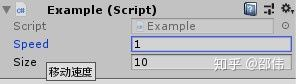 Example (Script)
Script Example
Speed 1
Size 10
移动速度
知乎 @邵伟